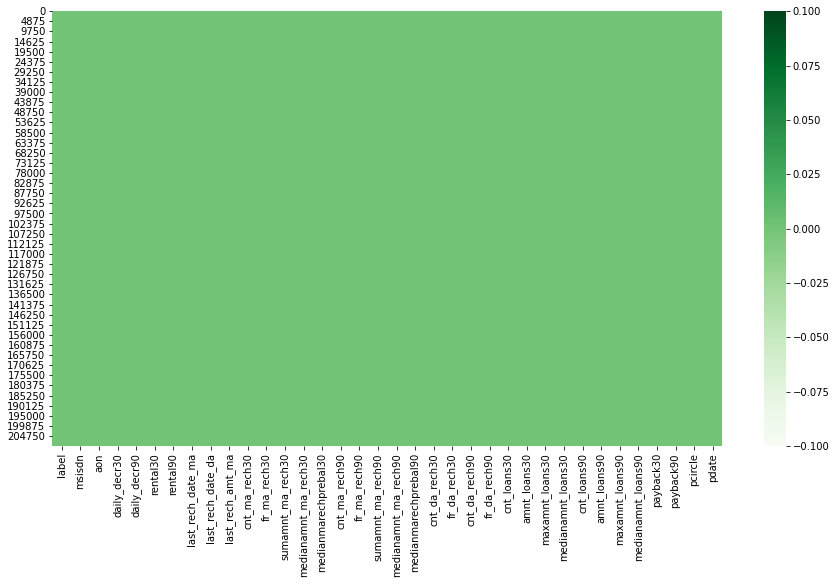 0
4875
9750
14625
19500
24375
29250
34125
39000
43875
48750
53625
58500
63375
68250
73125
78000
82875
87750
92625
97500
102375
107250
112125
117000
121875
126750
131625
136500
141375
146250
151125
156000
160875
165750
170625
175500
180375
185250
190125
195000
199875
204750
label
msisdn
aon
daily_decr30
daily_decr90
rental30
rental90
last_rech_date_ma
last_rech_date_da
last_rech_amt_ma
cnt_ma_rech30
fr_ma_rech30
sumamnt_ma_rech30
medianamnt_ma_rech30
medianmarechprebal30
cnt_ma_rech90
fr_ma_rech90
sumamnt_ma_rech90
medianamnt_ma_rech90
medianmarechprebal90
cnt_da_rech30
fr_da_rech30
cnt_da_rech90
fr_da_rech90
cnt_loans30
amnt_loans30
maxamnt_loans30
medianamnt_loans30
cnt_loans90
amnt_loans90
maxamnt_loans90
medianamnt_loans90
payback30
payback90
pcircle
pdate
0.100
0.075
0.050
0.025
0.000
−0.025
−0.050
−0.075
−0.100